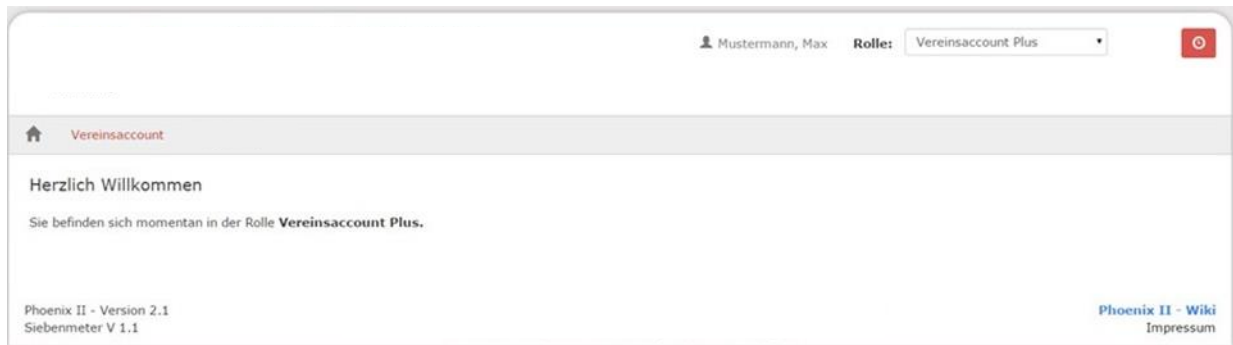 Mustermann, Max Rolle: Vereinsaccount Plus
Vereinsaccount
Herzlich Willkommen
Sie befinden sich momentan in der Rolle Vereinsaccount Plus.
Phoenix II - Version 2.1 Phoenix II - Wiki
Siebenmeter V 1.1 Impressum